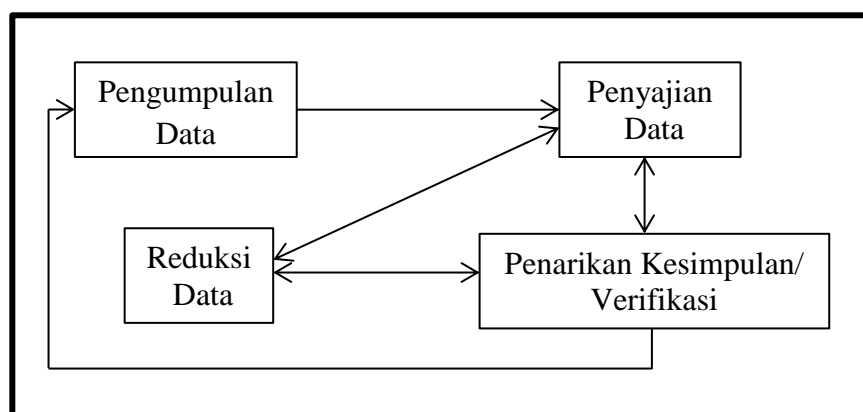 Pengumpulan
Data
Penyajian
Data
Reduksi
Data
Penarikan Kesimpulan/
Verifikasi